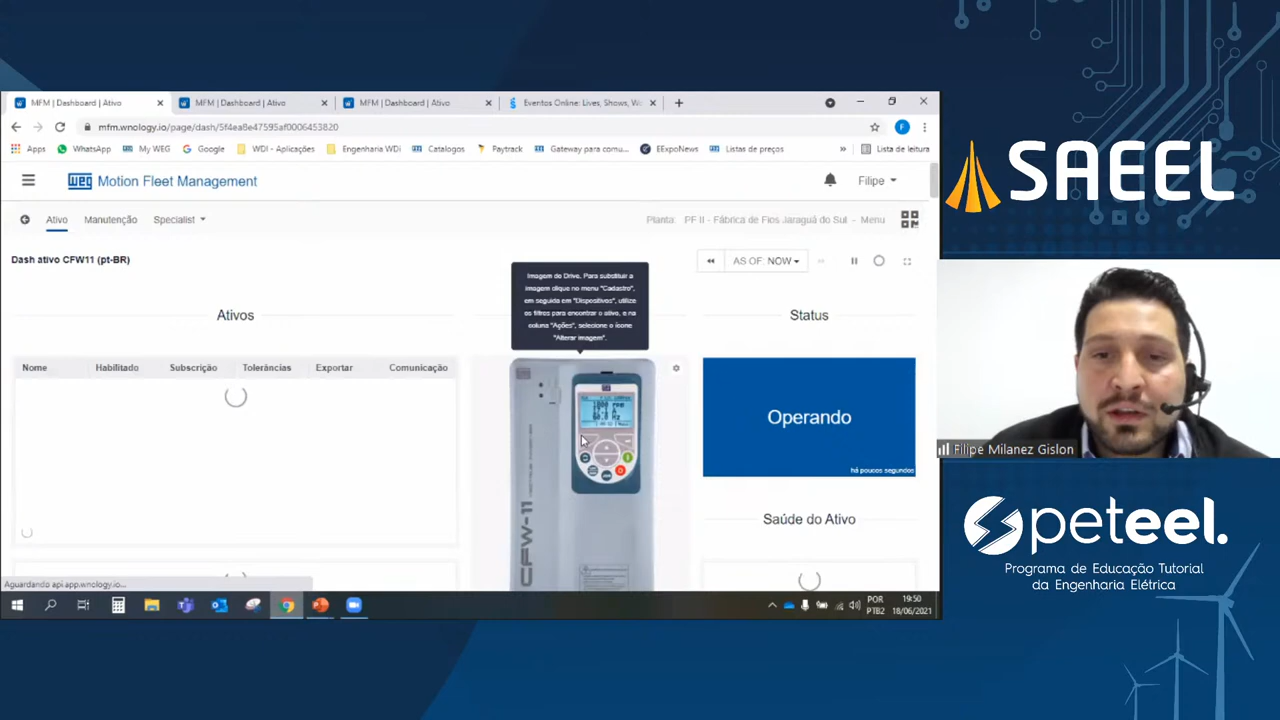 MFM | Dashboard | Ativo
MFM | Dashboard | Ativo
MFM | Dashboard | Ativo
Eventos Online: Lives, Shows, Wo
mfm.wnology.io/page/dash/5f4ea8e47595af0006453820
F
Apps
WhatsApp
My WEG
Google
WDI - Aplicações
Engenharia WDI
Catalogos
Paytrack
Gateway para comu...
EExpoNews
Listas de preços
»
Lista de leitura
WEG Motion Fleet Management
Filipe
Ativo
Manutenção
Specialist
Planta: PF II - Fábrica de Fios Jaraguá do Sul - Menu
Dash ativo CFW11 (pt-BR)
AS OF: NOW
Imagem de Drive. Para substituir a
imagem clique no menu "Cadastro",
em seguida em "Dispositivos", utilize
os filtros para encontrar o ativo, e na
coluna "Ações", selecione o ícone
"Alterar imagem".
Ativos
Status
Nome
Habilitado
Subscrição
Tolerâncias
Exportar
Comunicação
CFW-11
Operando
há poucos segundos
Saúde do Ativo
Aguardando api.app.wnology.io...
POR
PTB2
19:50
18/06/2021
SAEEL
Filipe Milanez Gislon
peteel.
Programa de Educação Tutorial
da Engenharia Elétrica